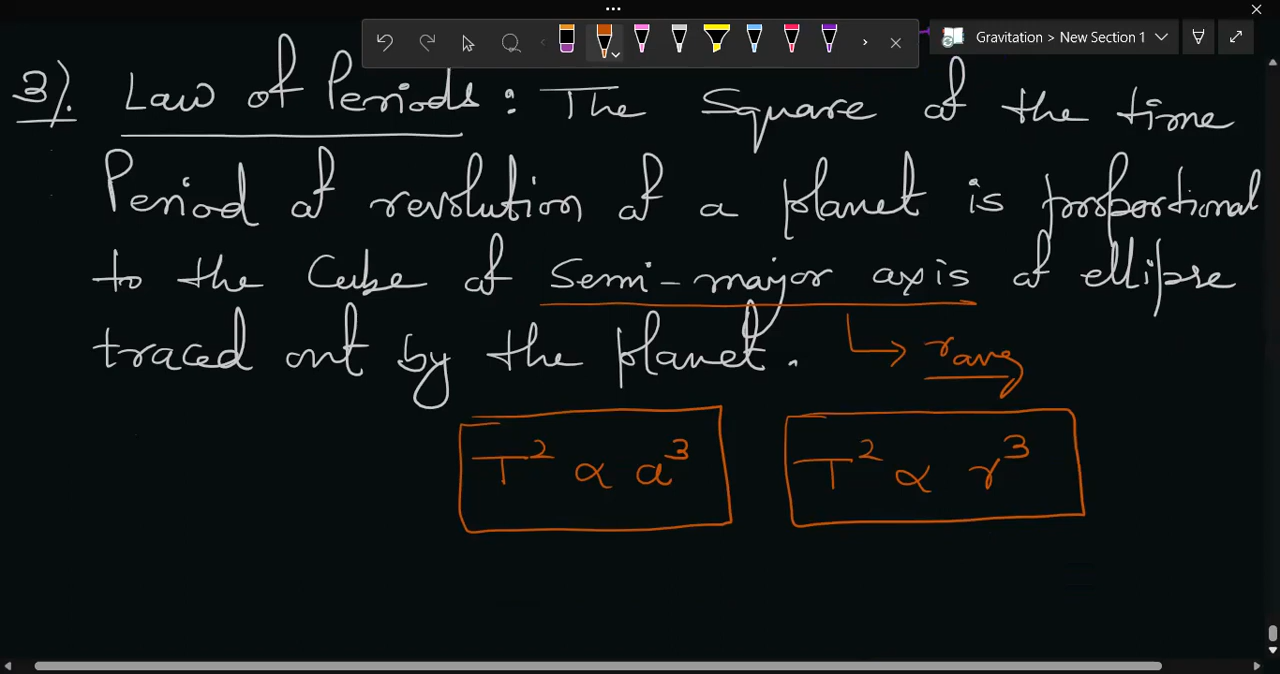 Gravitation > New Section 1
3). Law of Periods : The Square of the time
Period of revolution of a planet is proportional
to the Cube of Semi-major axis of ellipse
traced out by the planet.
↳ ravg
T² ∝ a³ T² ∝ r³